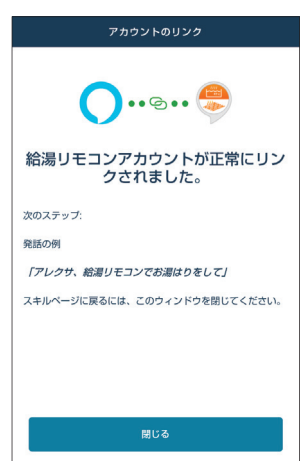 アカウントのリンク
給湯リモコンアカウントが正常にリン
クされました。
次のステップ:
発話の例
「アレクサ、給湯リモコンでお湯はりをして」
スキルページに戻るには、このウィンドウを閉じてください。
閉じる